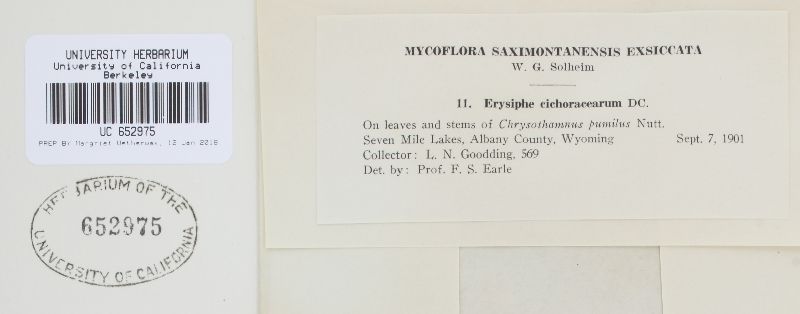 UNIVERSITY HERBARIUM
University of California
Berkeley
UC 652975
PREP BY Margriet Wetherwax, 12 Jan 2018
HERBARIUM OF THE
652975
UNIVERSITY OF CALIFORNIA
MYCOFLORA SAXIMONTANENSIS EXSICCATA
W. G. Solheim
11. Erysiphe cichoracearum DC.
On leaves and stems of Chrysothamnus pumilus Nutt.
Seven Mile Lakes, Albany County, Wyoming Sept. 7, 1901
Collector: L. N. Goodding, 569
Det. by: Prof. F. S. Earle